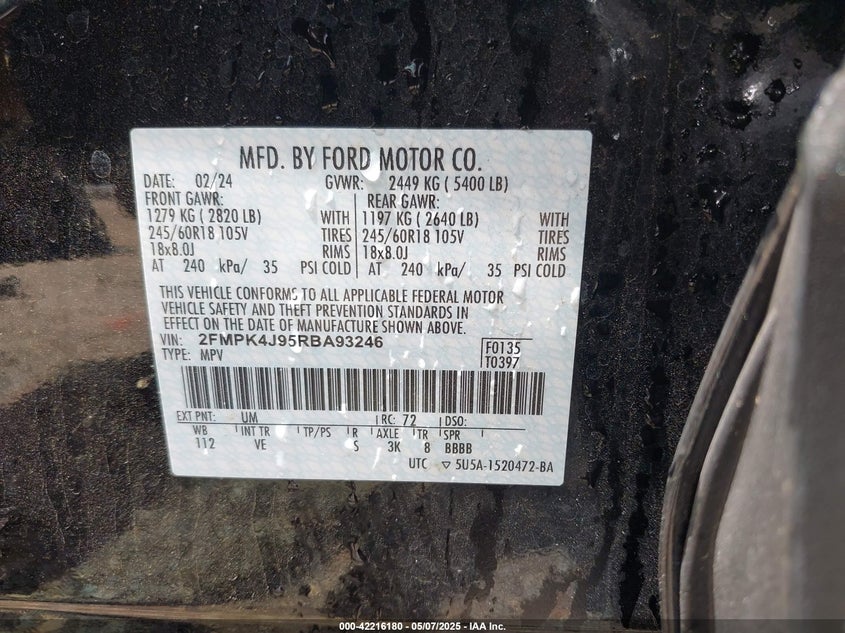 MFD. BY FORD MOTOR CO.
DATE: 02/24 GVWR: 2449 KG ( 5400 LB)
FRONT GAWR: REAR GAWR:
1279 KG ( 2820 LB) WITH 1197 KG ( 2640 LB) WITH
245/60R18 105V TIRES 245/60R18 105V TIRES
18x8.0J RIMS 18x8.0J RIMS
AT 240 kPa/ 35 PSI COLD AT 240 kPa/ 35 PSI COLD
THIS VEHICLE CONFORMS TO ALL APPLICABLE FEDERAL MOTOR
VEHICLE SAFETY AND THEFT PREVENTION STANDARDS IN
EFFECT ON THE DATE OF MANUFACTURE SHOWN ABOVE.
VIN: 2FMPK4J95RBA93246 F0135
TYPE: MPV T0397
EXT PNT: UM RC: 72 DSO:
WB INT TR TP/PS R AXLE TR SPR
112 VE S 3K 8 BBBB
UTC ▽ 5U5A-1520472-BA
000-42216180 - 05/07/2025 - IAA Inc.